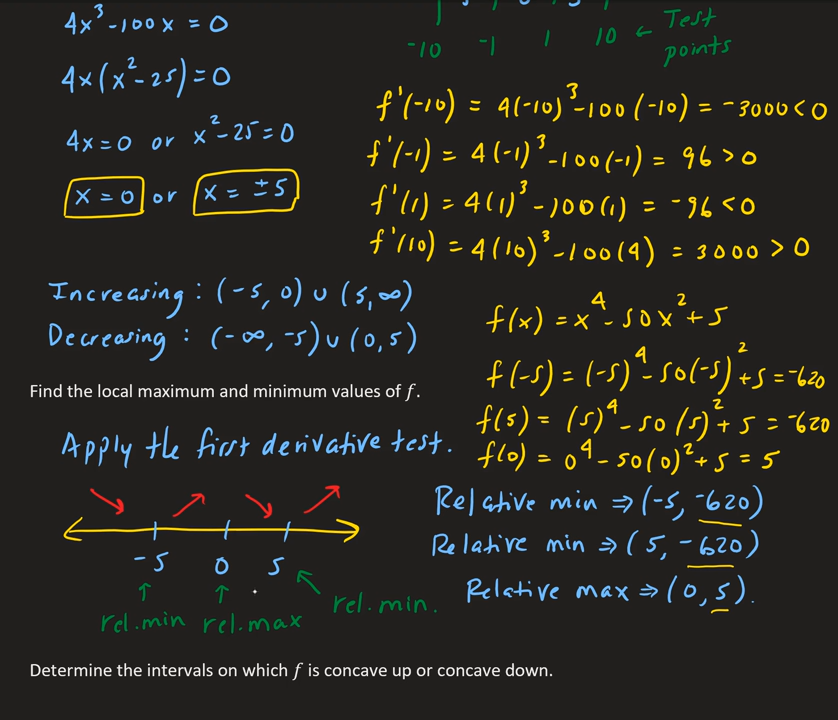 4x³ - 100x = 0
4x(x² - 25) = 0
4x = 0 or x² - 25 = 0
x = 0 or x = ±5
-10 -1 1 10 ← Test points
f'(-10) = 4(-10)³ - 100(-10) = -3000 < 0
f'(-1) = 4(-1)³ - 100(-1) = 96 > 0
f'(1) = 4(1)³ - 100(1) = -96 < 0
f'(10) = 4(10)³ - 100(4) = 3000 > 0
Increasing : (-5, 0) ∪ (5, ∞)
Decreasing : (-∞, -5) ∪ (0, 5)
f(x) = x⁴ - 50x² + 5
f(-5) = (-5)⁴ - 50(-5)² + 5 = -620
f(5) = (5)⁴ - 50(5)² + 5 = -620
f(0) = 0⁴ - 50(0)² + 5 = 5
Find the local maximum and minimum values of f.
Apply the first derivative test.
-5 0 5
↑ ↑
rel.min rel.max rel.min.
Relative min ⇒ (-5, -620)
Relative min ⇒ (5, -620)
Relative max ⇒ (0, 5).
Determine the intervals on which f is concave up or concave down.